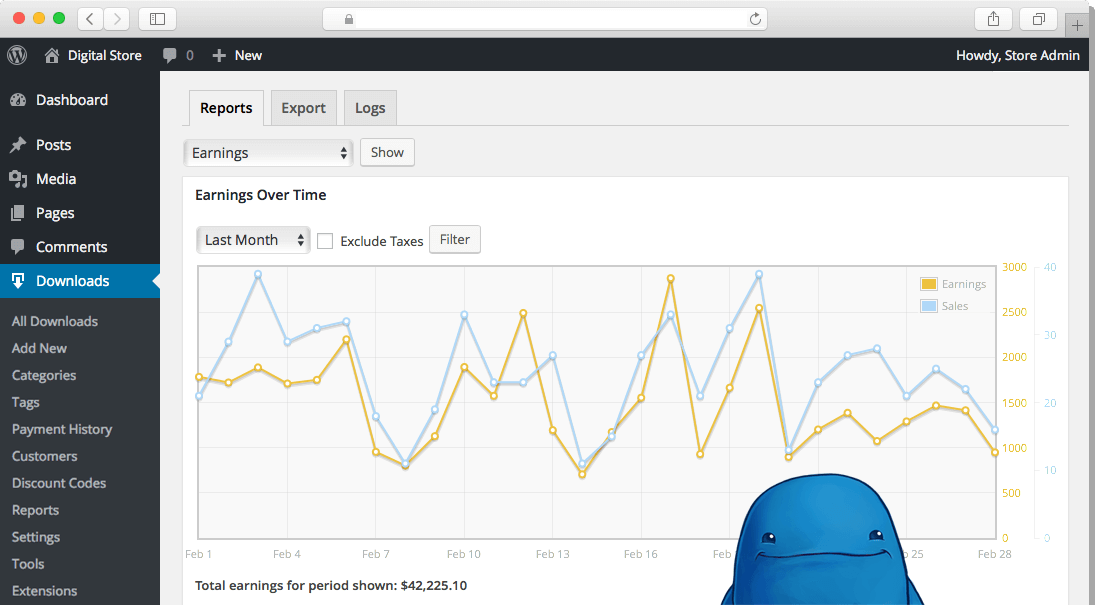 Digital Store
0
New
Howdy, Store Admin
Dashboard
Posts
Media
Pages
Comments
Downloads
All Downloads
Add New
Categories
Tags
Payment History
Customers
Discount Codes
Reports
Settings
Tools
Extensions
Reports
Export
Logs
Earnings
Show
Earnings Over Time
Last Month
Exclude Taxes
Filter
Earnings
Sales
3000
2500
2000
1500
1000
500
0
40
30
20
10
0
Feb 1
Feb 4
Feb 7
Feb 10
Feb 13
Feb 16
Feb
25
Feb 28
Total earnings for period shown: $42,225.10